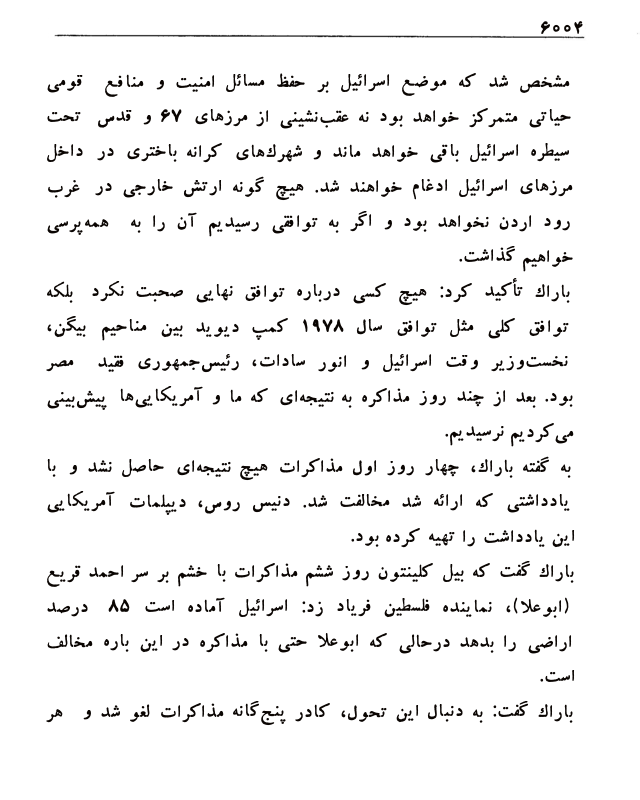 ۶۰۰۴
مشخص شد که موضع اسرائیل بر حفظ مسائل امنیت و منافع قومی
حیاتی متمرکز خواهد بود نه عقب‌نشینی از مرزهای ۶۷ و قدس تحت
سیطره اسرائیل باقی خواهد ماند و شهرك‌های کرانه باختری در داخل
مرزهای اسرائیل ادغام خواهند شد. هیچ گونه ارتش خارجی در غرب
رود اردن نخواهد بود و اگر به توافقی رسیدیم آن را به همه‌پرسی
خواهیم گذاشت.
باراك تأکید کرد: هیچ کسی درباره توافق نهایی صحبت نکرد بلکه
توافق کلی مثل توافق سال ۱۹۷۸ کمپ دیوید بین مناحیم بیگن،
نخست‌وزیر وقت اسرائیل و انور سادات، رئیس‌جمهوری فقید مصر
بود. بعد از چند روز مذاکره به نتیجه‌ای که ما و آمریکایی‌ها پیش‌بینی
می‌کردیم نرسیدیم.
به گفته باراك، چهار روز اول مذاکرات هیچ نتیجه‌ای حاصل نشد و با
یادداشتی که ارائه شد مخالفت شد. دنیس روس، دیپلمات آمریکایی
این یادداشت را تهیه کرده بود.
باراك گفت که بیل کلینتون روز ششم مذاکرات با خشم بر سر احمد قریع
(ابوعلا)، نماینده فلسطین فریاد زد: اسرائیل آماده است ۸۵ درصد
اراضی را بدهد درحالی که ابوعلا حتی با مذاکره در این باره مخالف
است.
باراك گفت: به دنبال این تحول، کادر پنج‌گانه مذاکرات لغو شد و هر